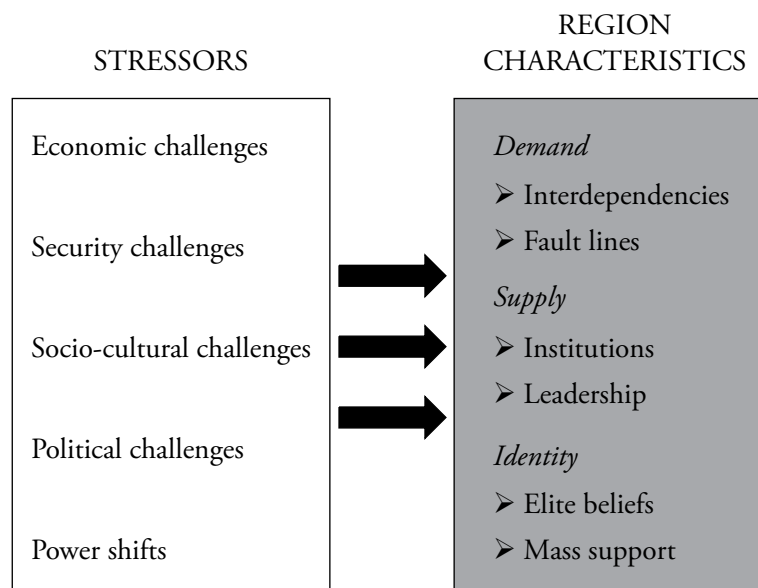 STRESSORS
Economic challenges
Security challenges
Socio-cultural challenges
Political challenges
Power shifts
REGION
CHARACTERISTICS
Demand
➢ Interdependencies
➢ Fault lines
Supply
➢ Institutions
➢ Leadership
Identity
➢ Elite beliefs
➢ Mass support